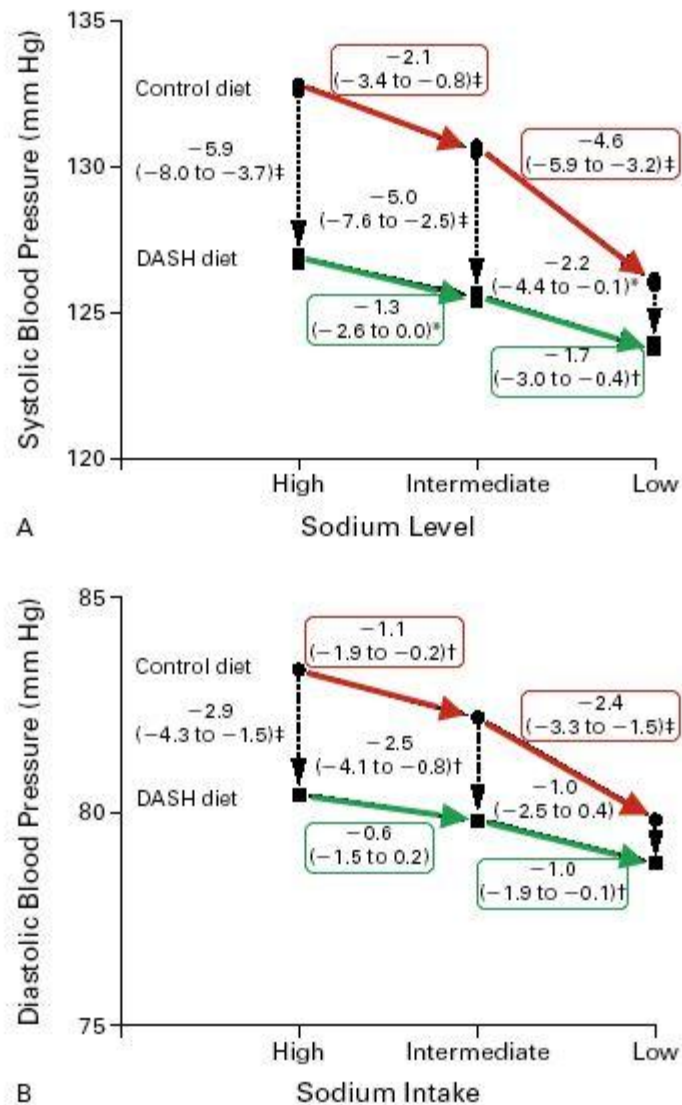 Systolic Blood Pressure (mm Hg)
135
130
125
120
Control diet
−2.1
(−3.4 to −0.8)‡
−5.9
(−8.0 to −3.7)‡
−4.6
(−5.9 to −3.2)‡
−5.0
(−7.6 to −2.5)‡
DASH diet
−2.2
(−4.4 to −0.1)*
−1.3
(−2.6 to 0.0)*
−1.7
(−3.0 to −0.4)†
High
Intermediate
Low
A
Sodium Level
Diastolic Blood Pressure (mm Hg)
85
80
75
Control diet
−1.1
(−1.9 to −0.2)†
−2.9
(−4.3 to −1.5)‡
−2.4
(−3.3 to −1.5)‡
−2.5
(−4.1 to −0.8)†
DASH diet
−1.0
(−2.5 to 0.4)
−0.6
(−1.5 to 0.2)
−1.0
(−1.9 to −0.1)†
High
Intermediate
Low
B
Sodium Intake